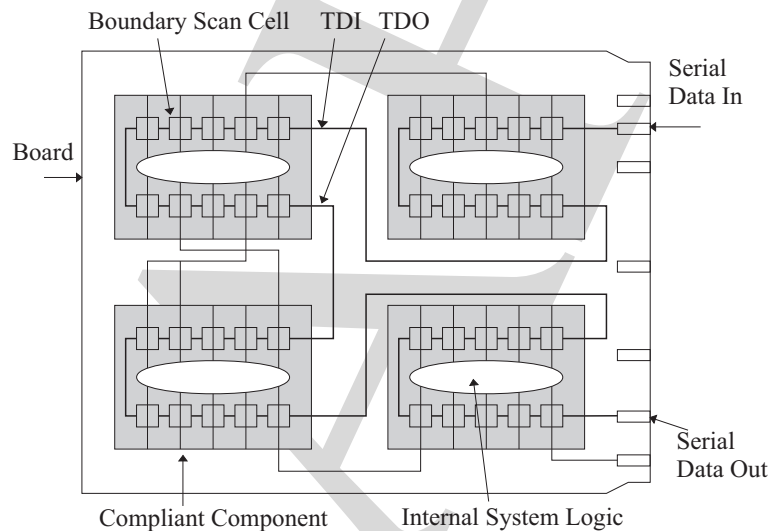 Boundary Scan Cell
TDI
TDO
Serial
Data In
Board
Serial
Data Out
Compliant Component
Internal System Logic